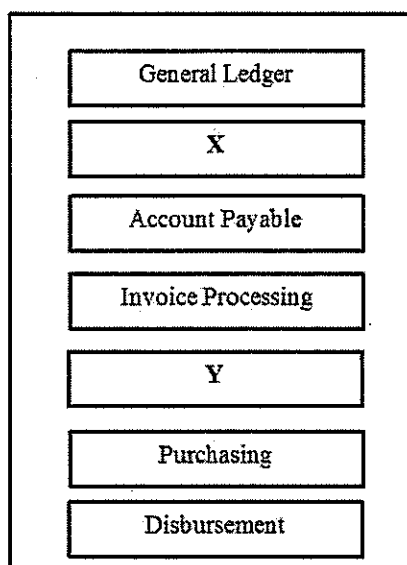 General Ledger
X
Account Payable
Invoice Processing
Y
Purchasing
Disbursement